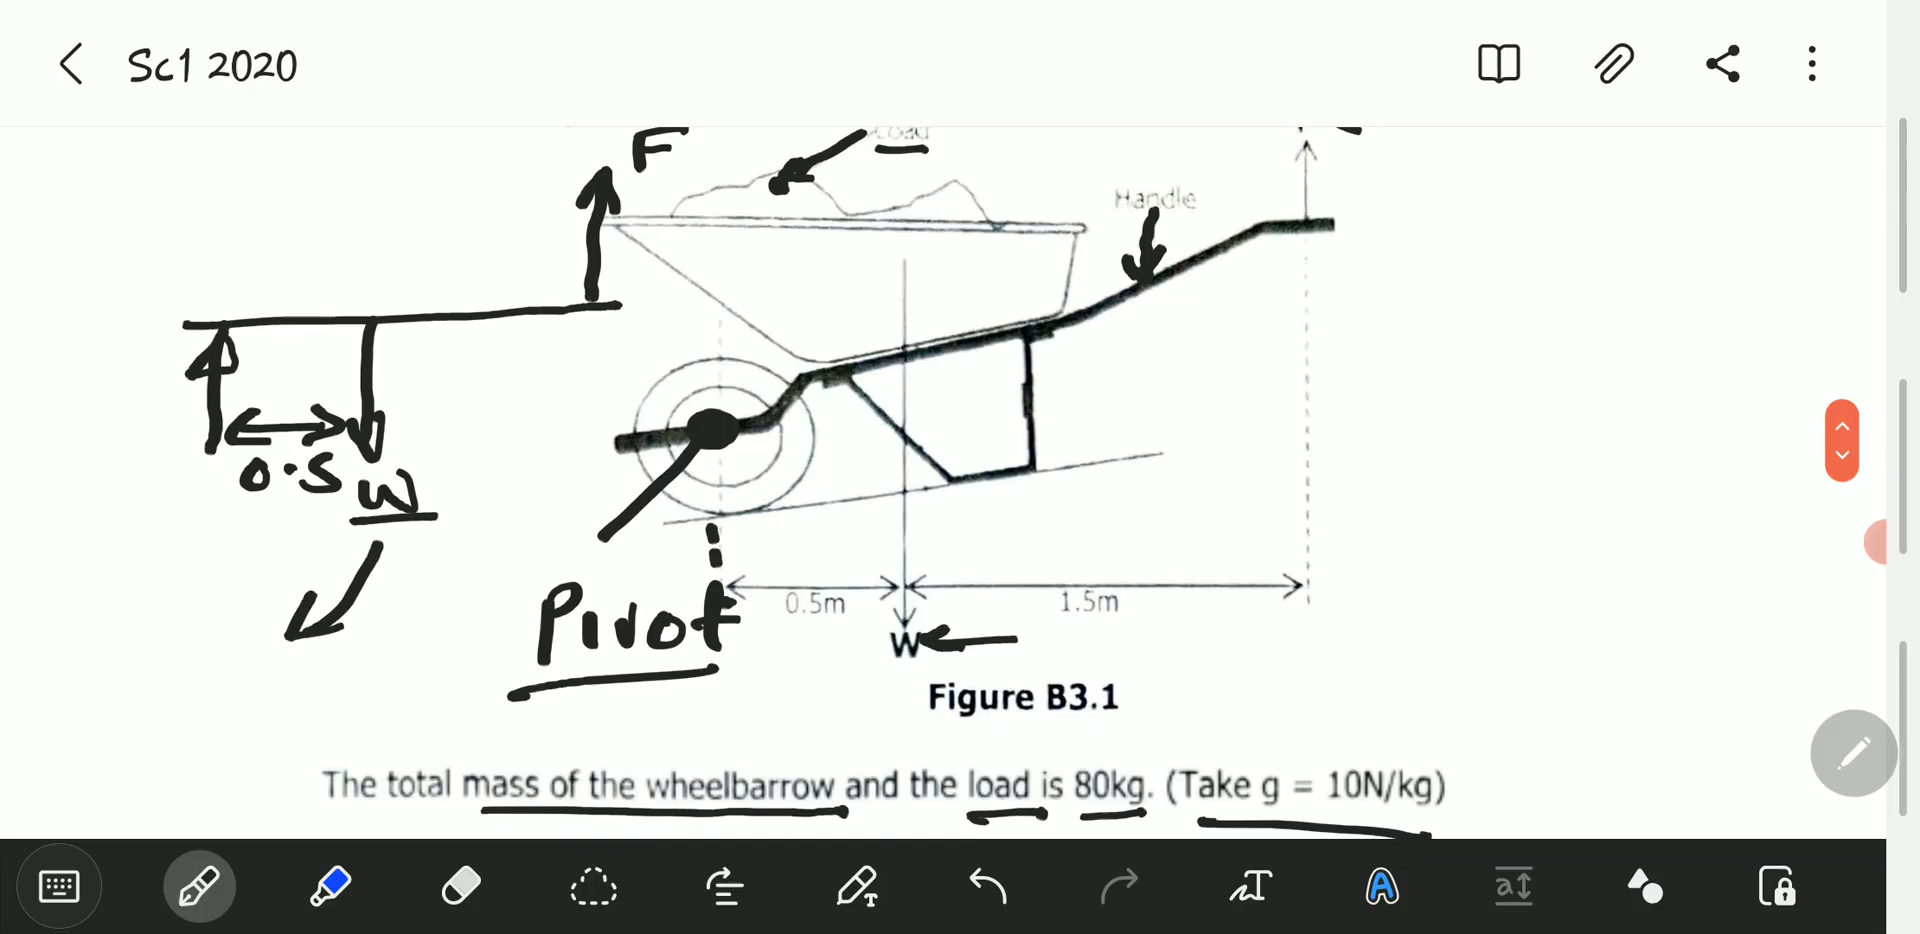 Sc1 2020
F
Load
Handle
0.5
W
Pivot
0.5m
1.5m
W
Figure B3.1
The total mass of the wheelbarrow and the load is 80kg. (Take g = 10N/kg)